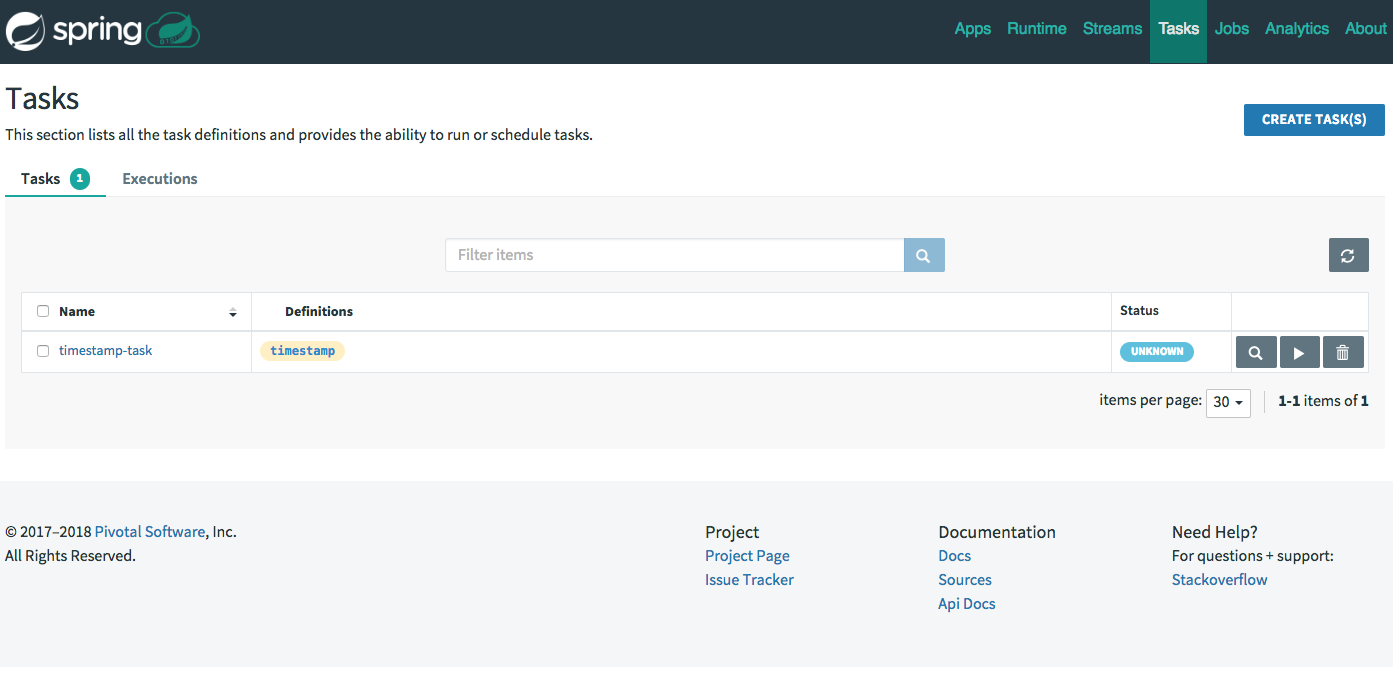 spring
Apps Runtime Streams Tasks Jobs Analytics About
Tasks
This section lists all the task definitions and provides the ability to run or schedule tasks.
CREATE TASK(S)
Tasks 1 Executions
Filter items
Name Definitions Status
timestamp-task timestamp UNKNOWN
items per page: 30 1-1 items of 1
© 2017–2018 Pivotal Software, Inc.
All Rights Reserved.
Project
Project Page
Issue Tracker
Documentation
Docs
Sources
Api Docs
Need Help?
For questions + support:
Stackoverflow